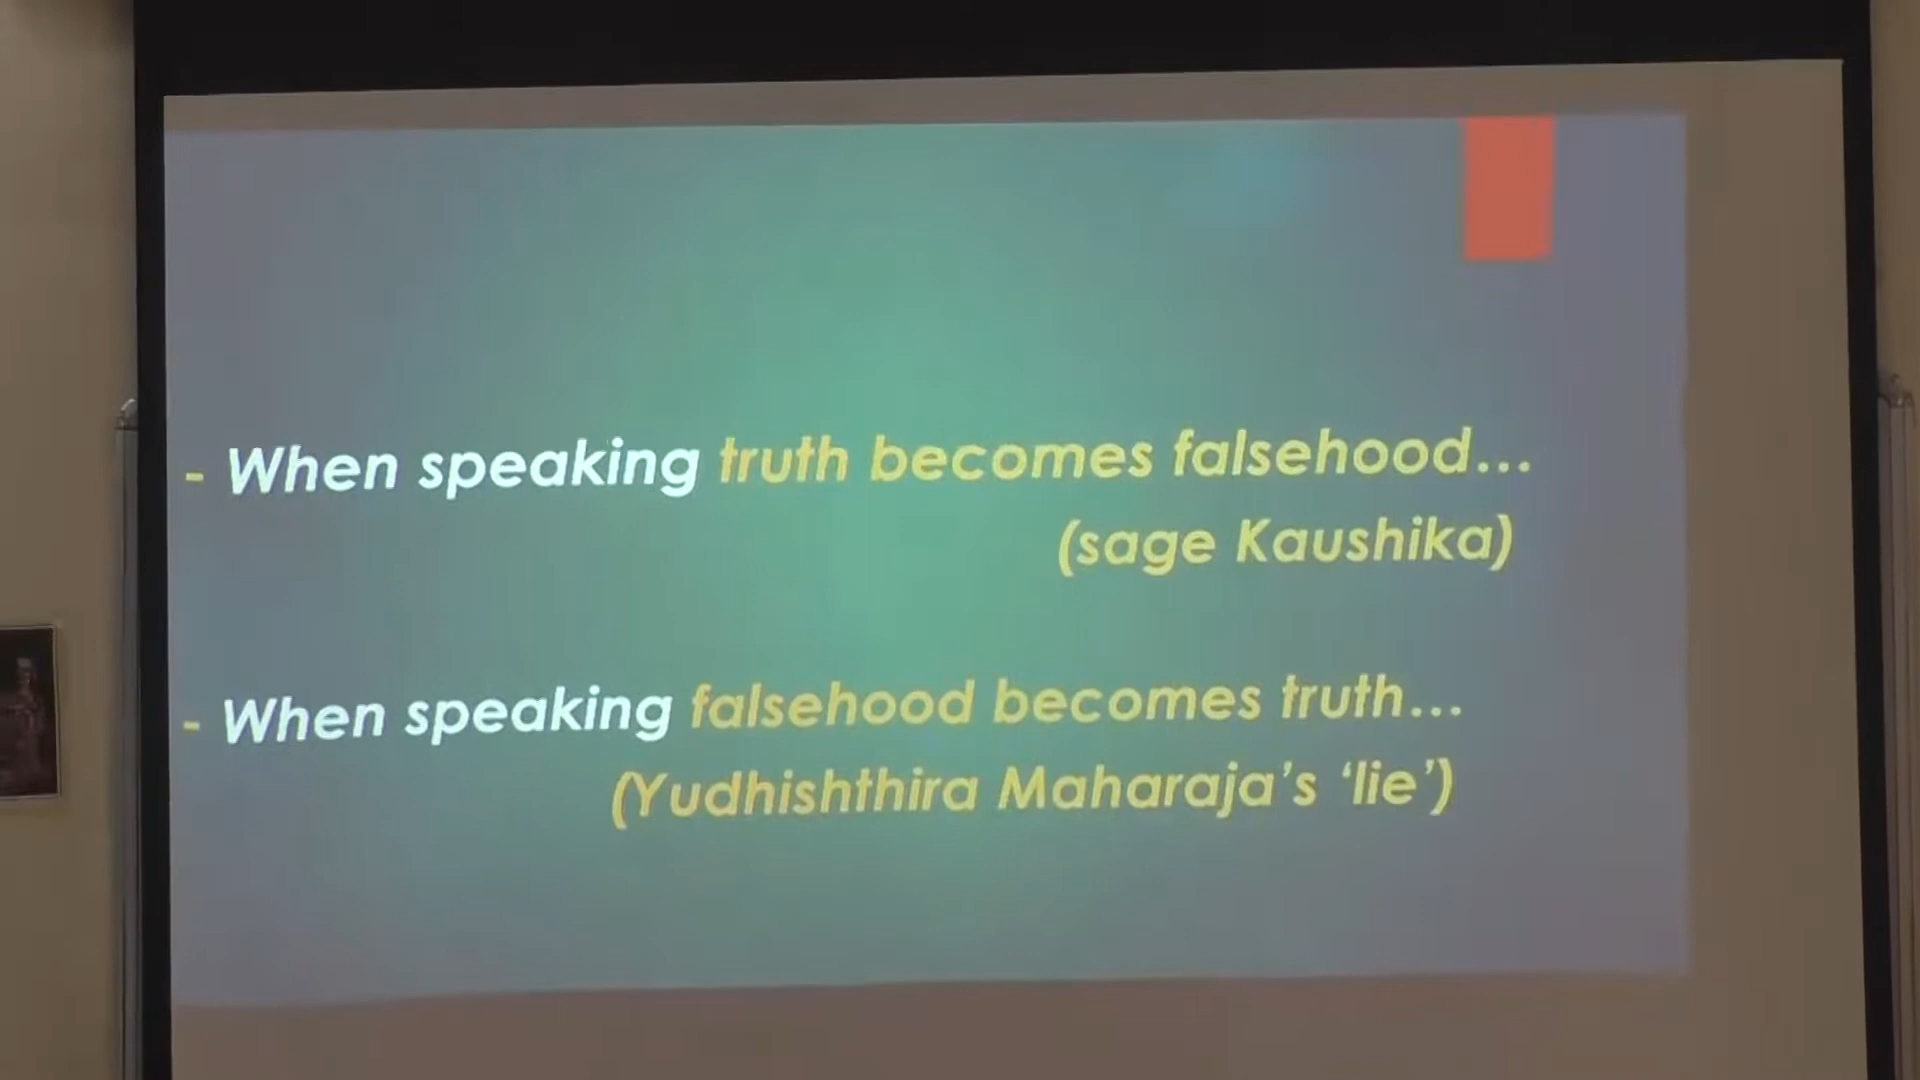 - When speaking truth becomes falsehood...
(sage Kaushika)
- When speaking falsehood becomes truth...
(Yudhishthira Maharaja's 'lie')